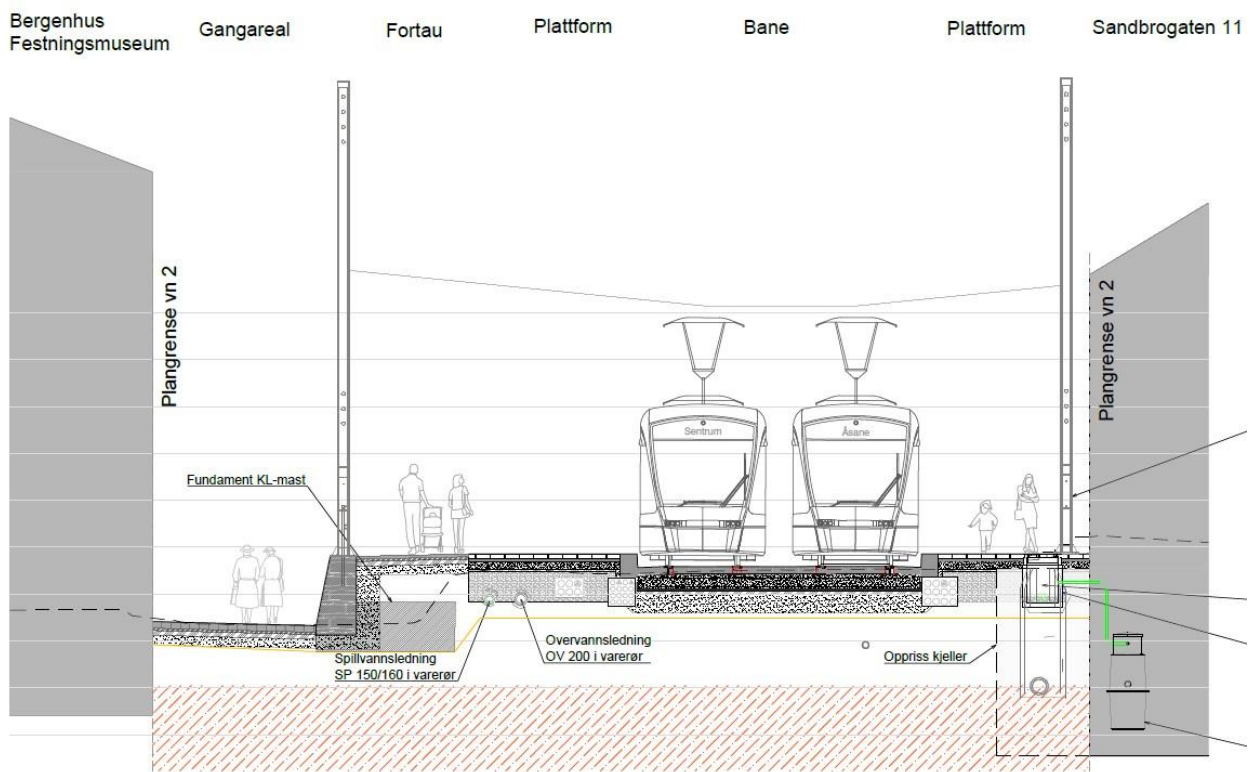 Bergenhus
Festningsmuseum
Gangareal
Fortau
Plattform
Bane
Plattform
Sandbrogaten 11
Plangrense vn 2
Plangrense vn 2
Sentrum
Åsane
Fundament KL-mast
Spillvannsledning
SP 150/160 i varerør
Overvannsledning
OV 200 i varerør
Oppriss kjeller